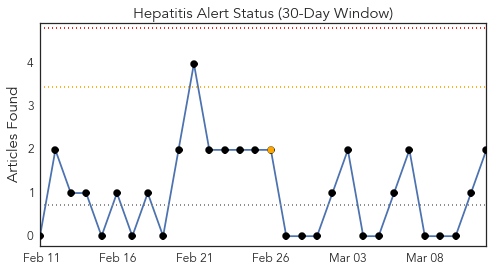 Hepatitis Alert Status (30-Day Window)
Articles Found
4
3
2
1
0
Feb 11 Feb 16 Feb 21 Feb 26 Mar 03 Mar 08